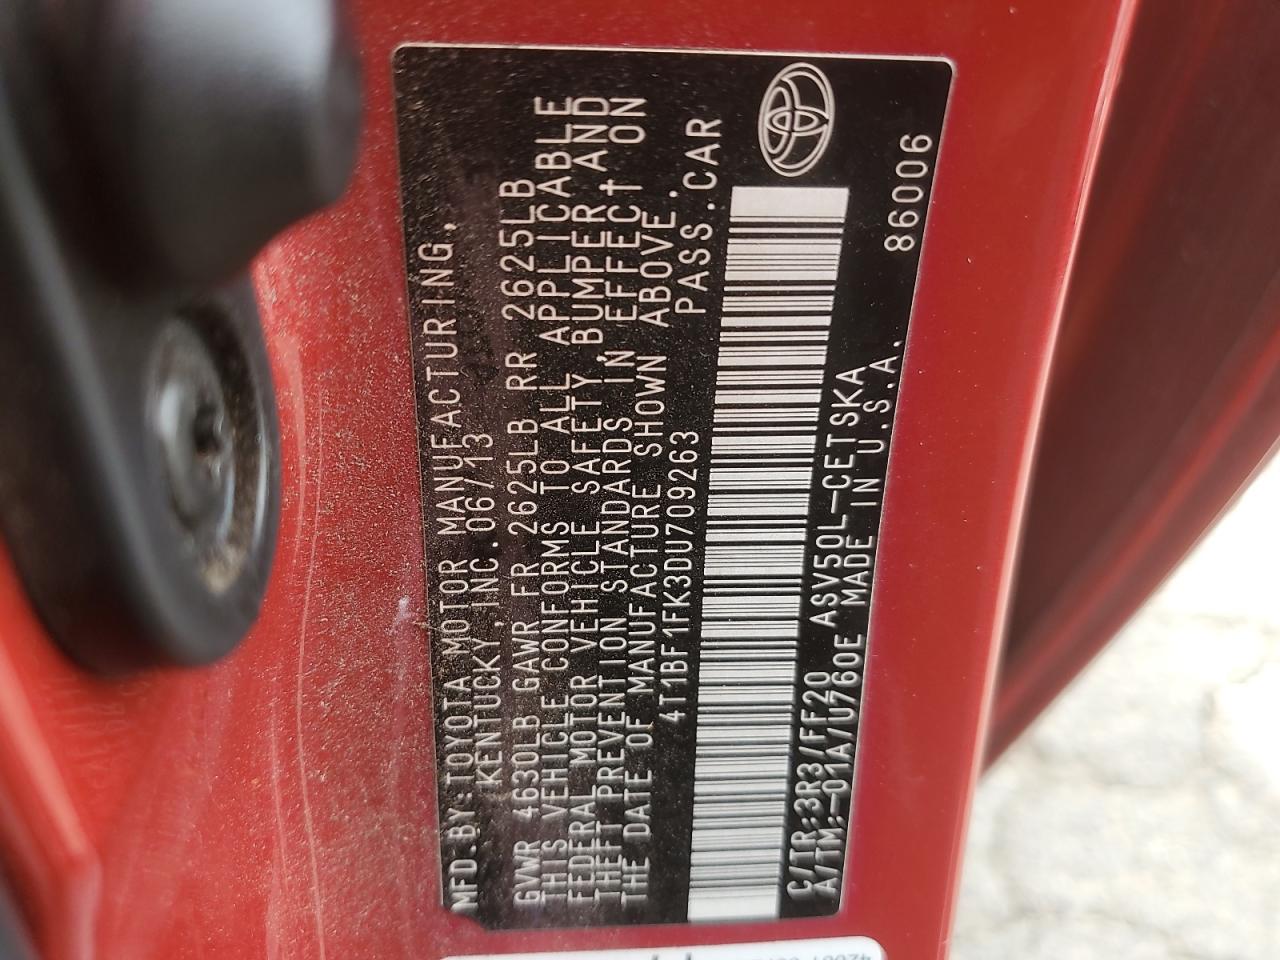 MFD.BY:TOYOTA MOTOR MANUFACTURING,
KENTUCKY,INC.06/13
GVWR 4630LB GAWR FR 2625LB RR 2625LB
THIS VEHICLE CONFORMS TO ALL APPLICABLE
FEDERAL MOTOR VEHICLE SAFETY,BUMPER AND
THEFT PREVENTION STANDARDS IN EFFECT ON
THE DATE OF MANUFACTURE SHOWN ABOVE.
4T1BF1FK3DU709263 PASS.CAR
C/TR:3R3/FF20 ASV50L-CETSKA
A/TM:-01A/U760E MADE IN U.S.A. 86006